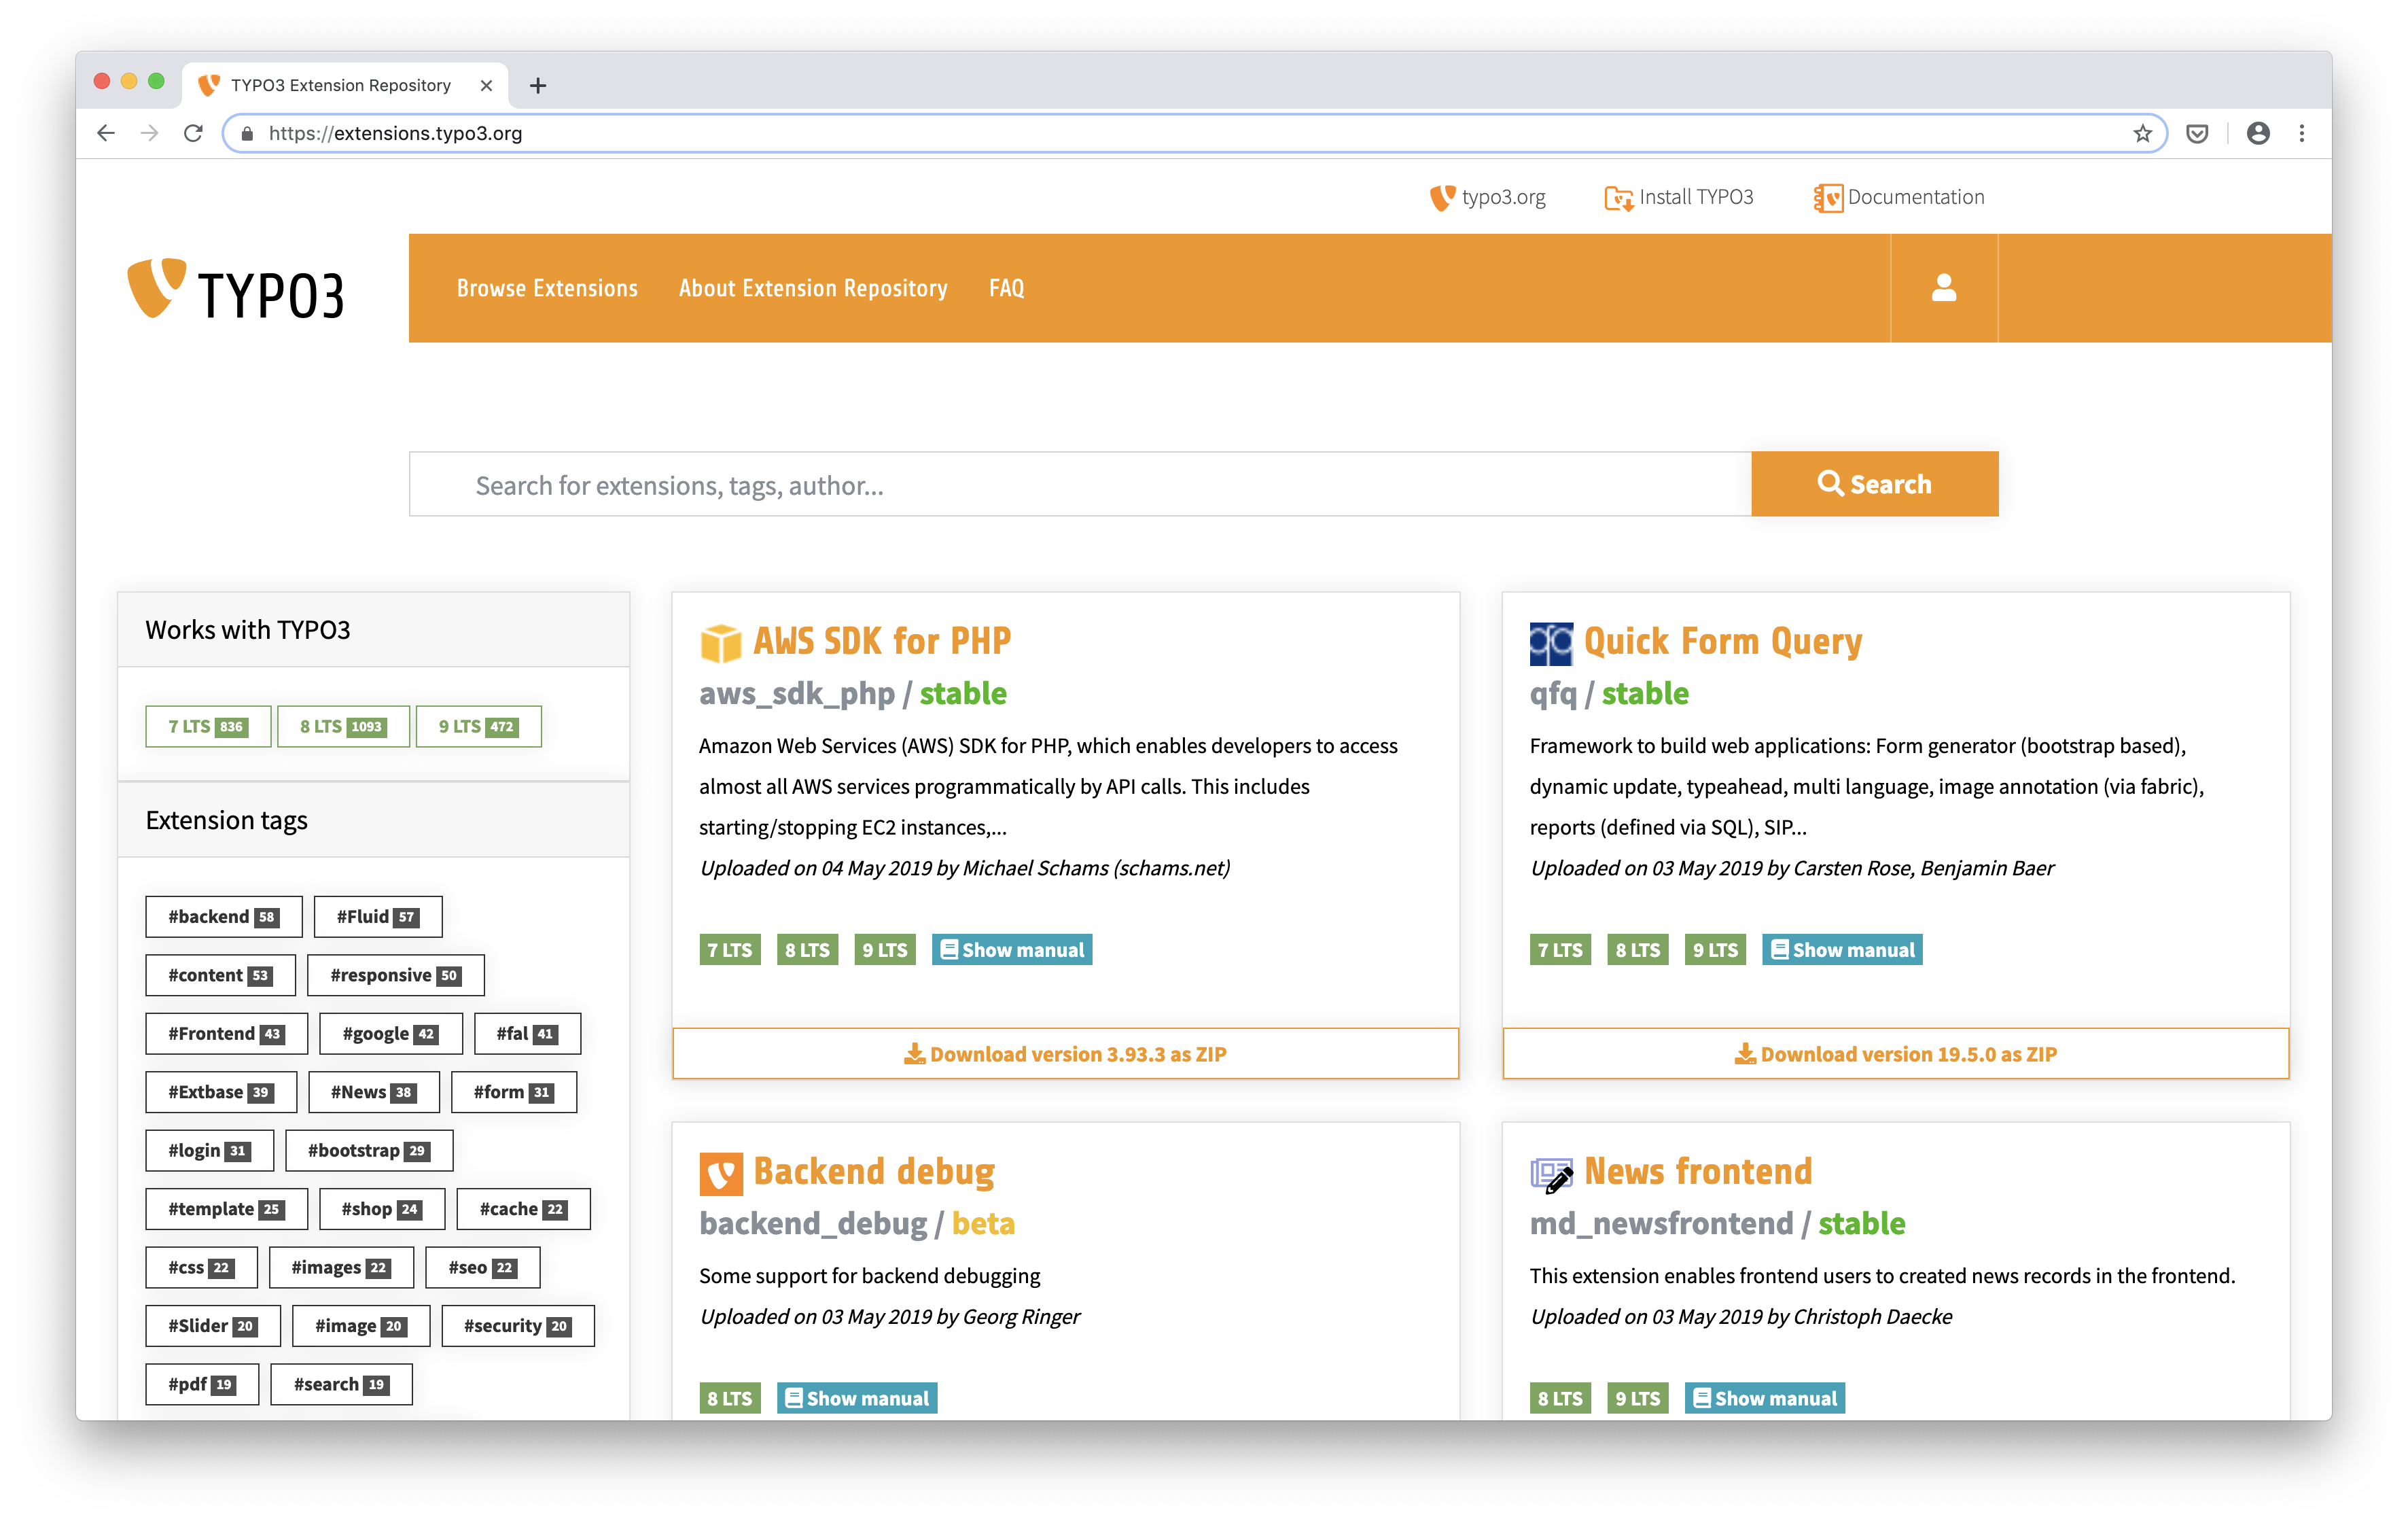 TYPO3 Extension Repository
https://extensions.typo3.org
typo3.org Install TYPO3 Documentation
TYPO3
Browse Extensions About Extension Repository FAQ
Search for extensions, tags, author...
Search
Works with TYPO3
7 LTS 836 8 LTS 1093 9 LTS 472
Extension tags
#backend 58 #Fluid 57
#content 53 #responsive 50
#Frontend 43 #google 42 #fal 41
#Extbase 39 #News 38 #form 31
#login 31 #bootstrap 29
#template 25 #shop 24 #cache 22
#css 22 #images 22 #seo 22
#Slider 20 #image 20 #security 20
#pdf 19 #search 19
AWS SDK for PHP
aws_sdk_php / stable
Amazon Web Services (AWS) SDK for PHP, which enables developers to access
almost all AWS services programmatically by API calls. This includes
starting/stopping EC2 instances,...
Uploaded on 04 May 2019 by Michael Schams (schams.net)
7 LTS 8 LTS 9 LTS Show manual
Download version 3.93.3 as ZIP
qfq Quick Form Query
qfq / stable
Framework to build web applications: Form generator (bootstrap based),
dynamic update, typeahead, multi language, image annotation (via fabric),
reports (defined via SQL), SIP...
Uploaded on 03 May 2019 by Carsten Rose, Benjamin Baer
7 LTS 8 LTS 9 LTS Show manual
Download version 19.5.0 as ZIP
Backend debug
backend_debug / beta
Some support for backend debugging
Uploaded on 03 May 2019 by Georg Ringer
8 LTS Show manual
News frontend
md_newsfrontend / stable
This extension enables frontend users to created news records in the frontend.
Uploaded on 03 May 2019 by Christoph Daecke
8 LTS 9 LTS Show manual